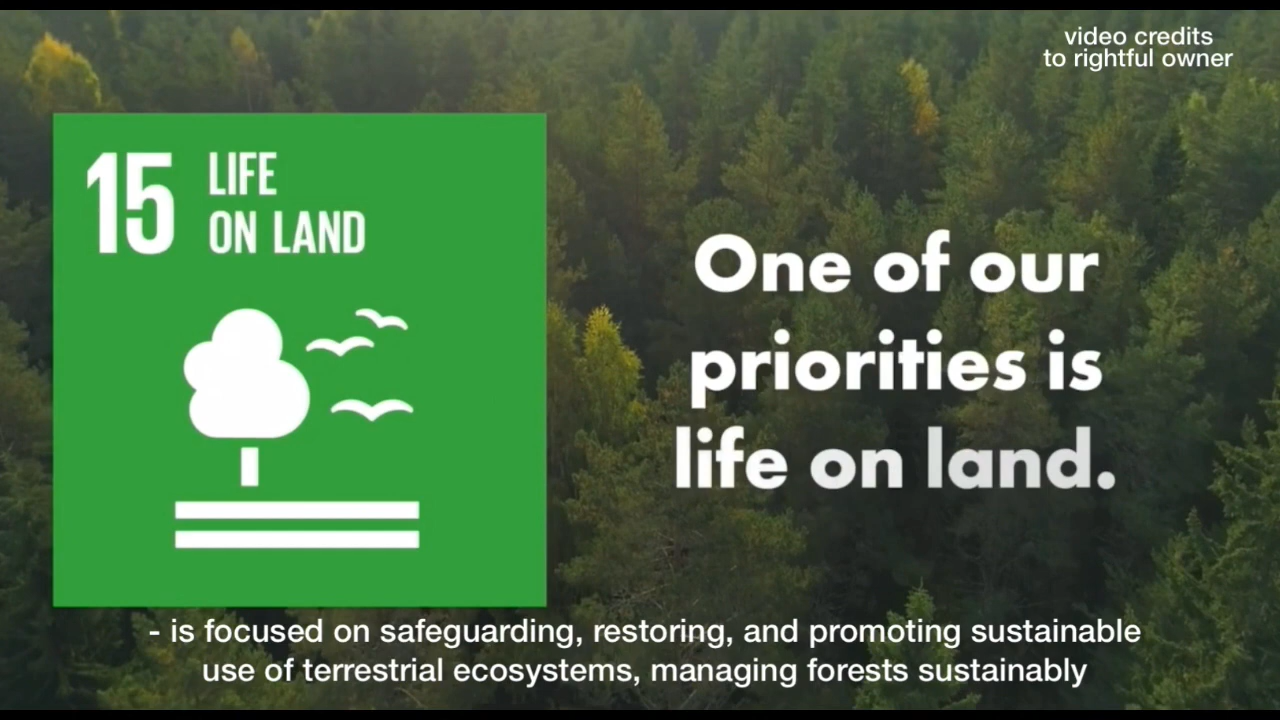 video credits
to rightful owner
15 LIFE
ON LAND
One of our
priorities is
life on land.
- is focused on safeguarding, restoring, and promoting sustainable
use of terrestrial ecosystems, managing forests sustainably